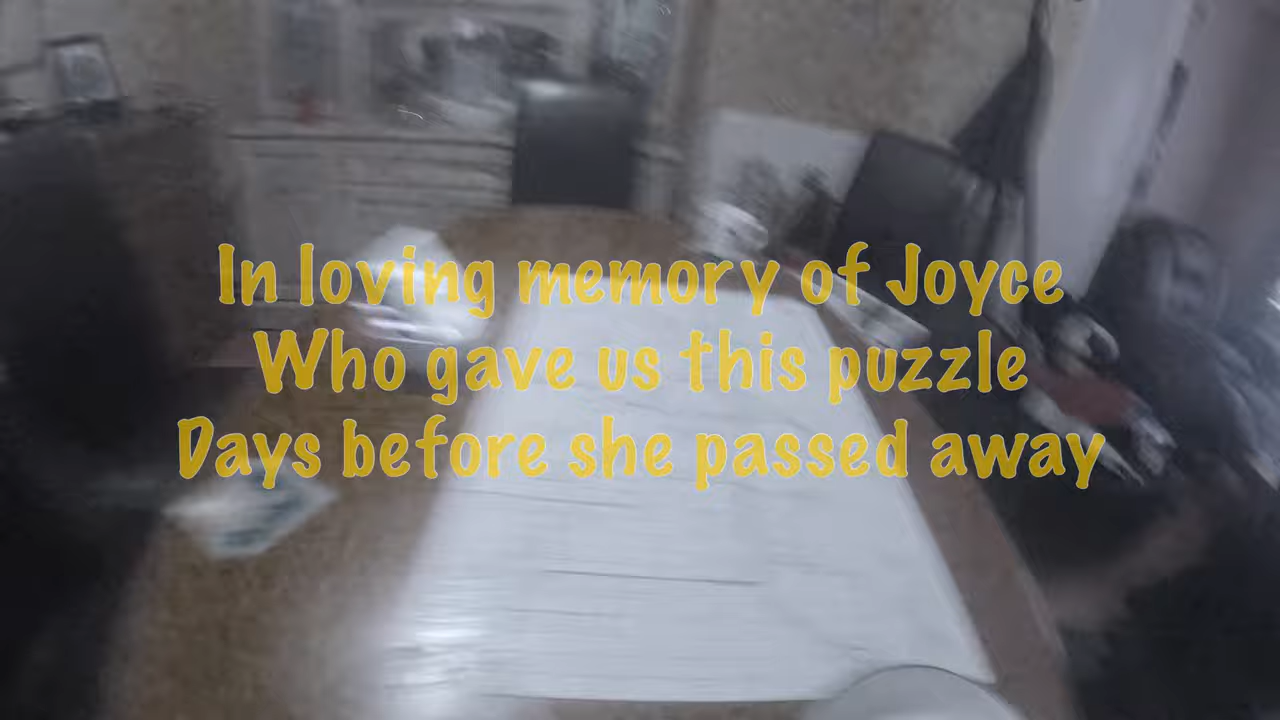 In loving memory of Joyce
Who gave us this puzzle
Days before she passed away